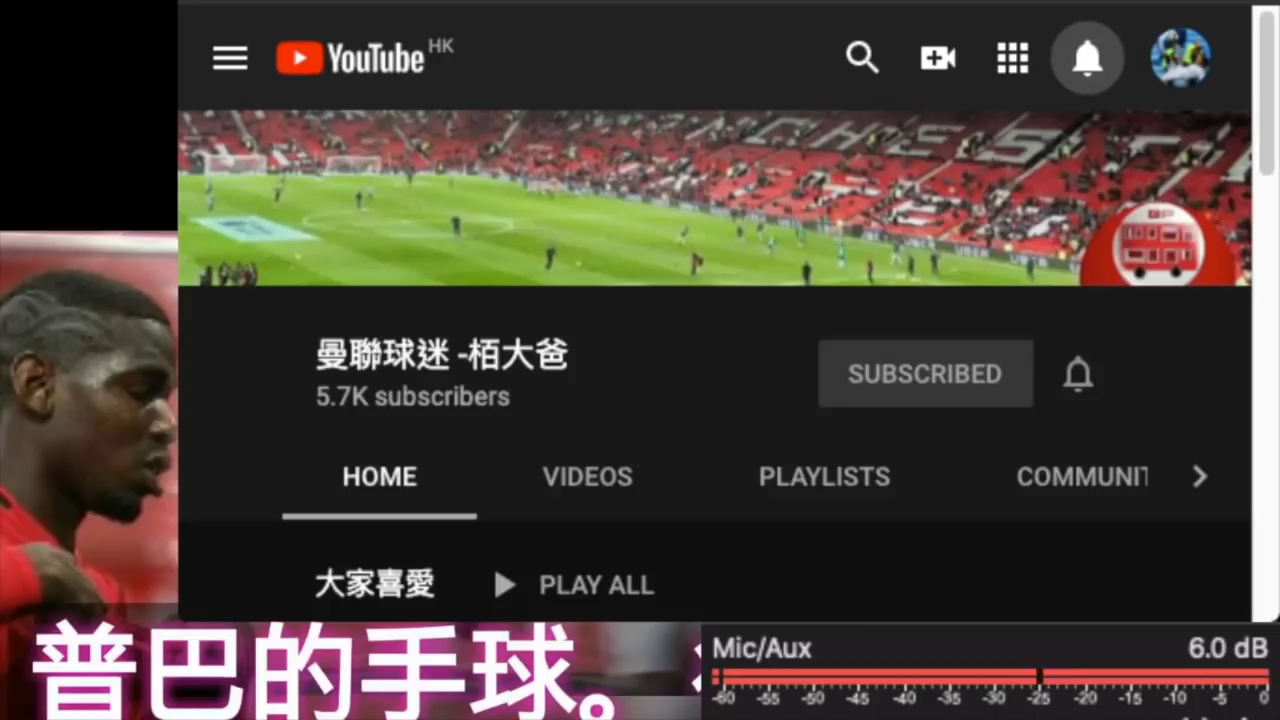 YouTube HK
曼聯球迷 -栢大爸
5.7K subscribers
SUBSCRIBED
HOME VIDEOS PLAYLISTS COMMUNIT
大家喜愛 PLAY ALL
普巴的手球。
Mic/Aux 6.0 dB
-60 -55 -50 -45 -40 -35 -30 -25 -20 -15 -10 -5 0